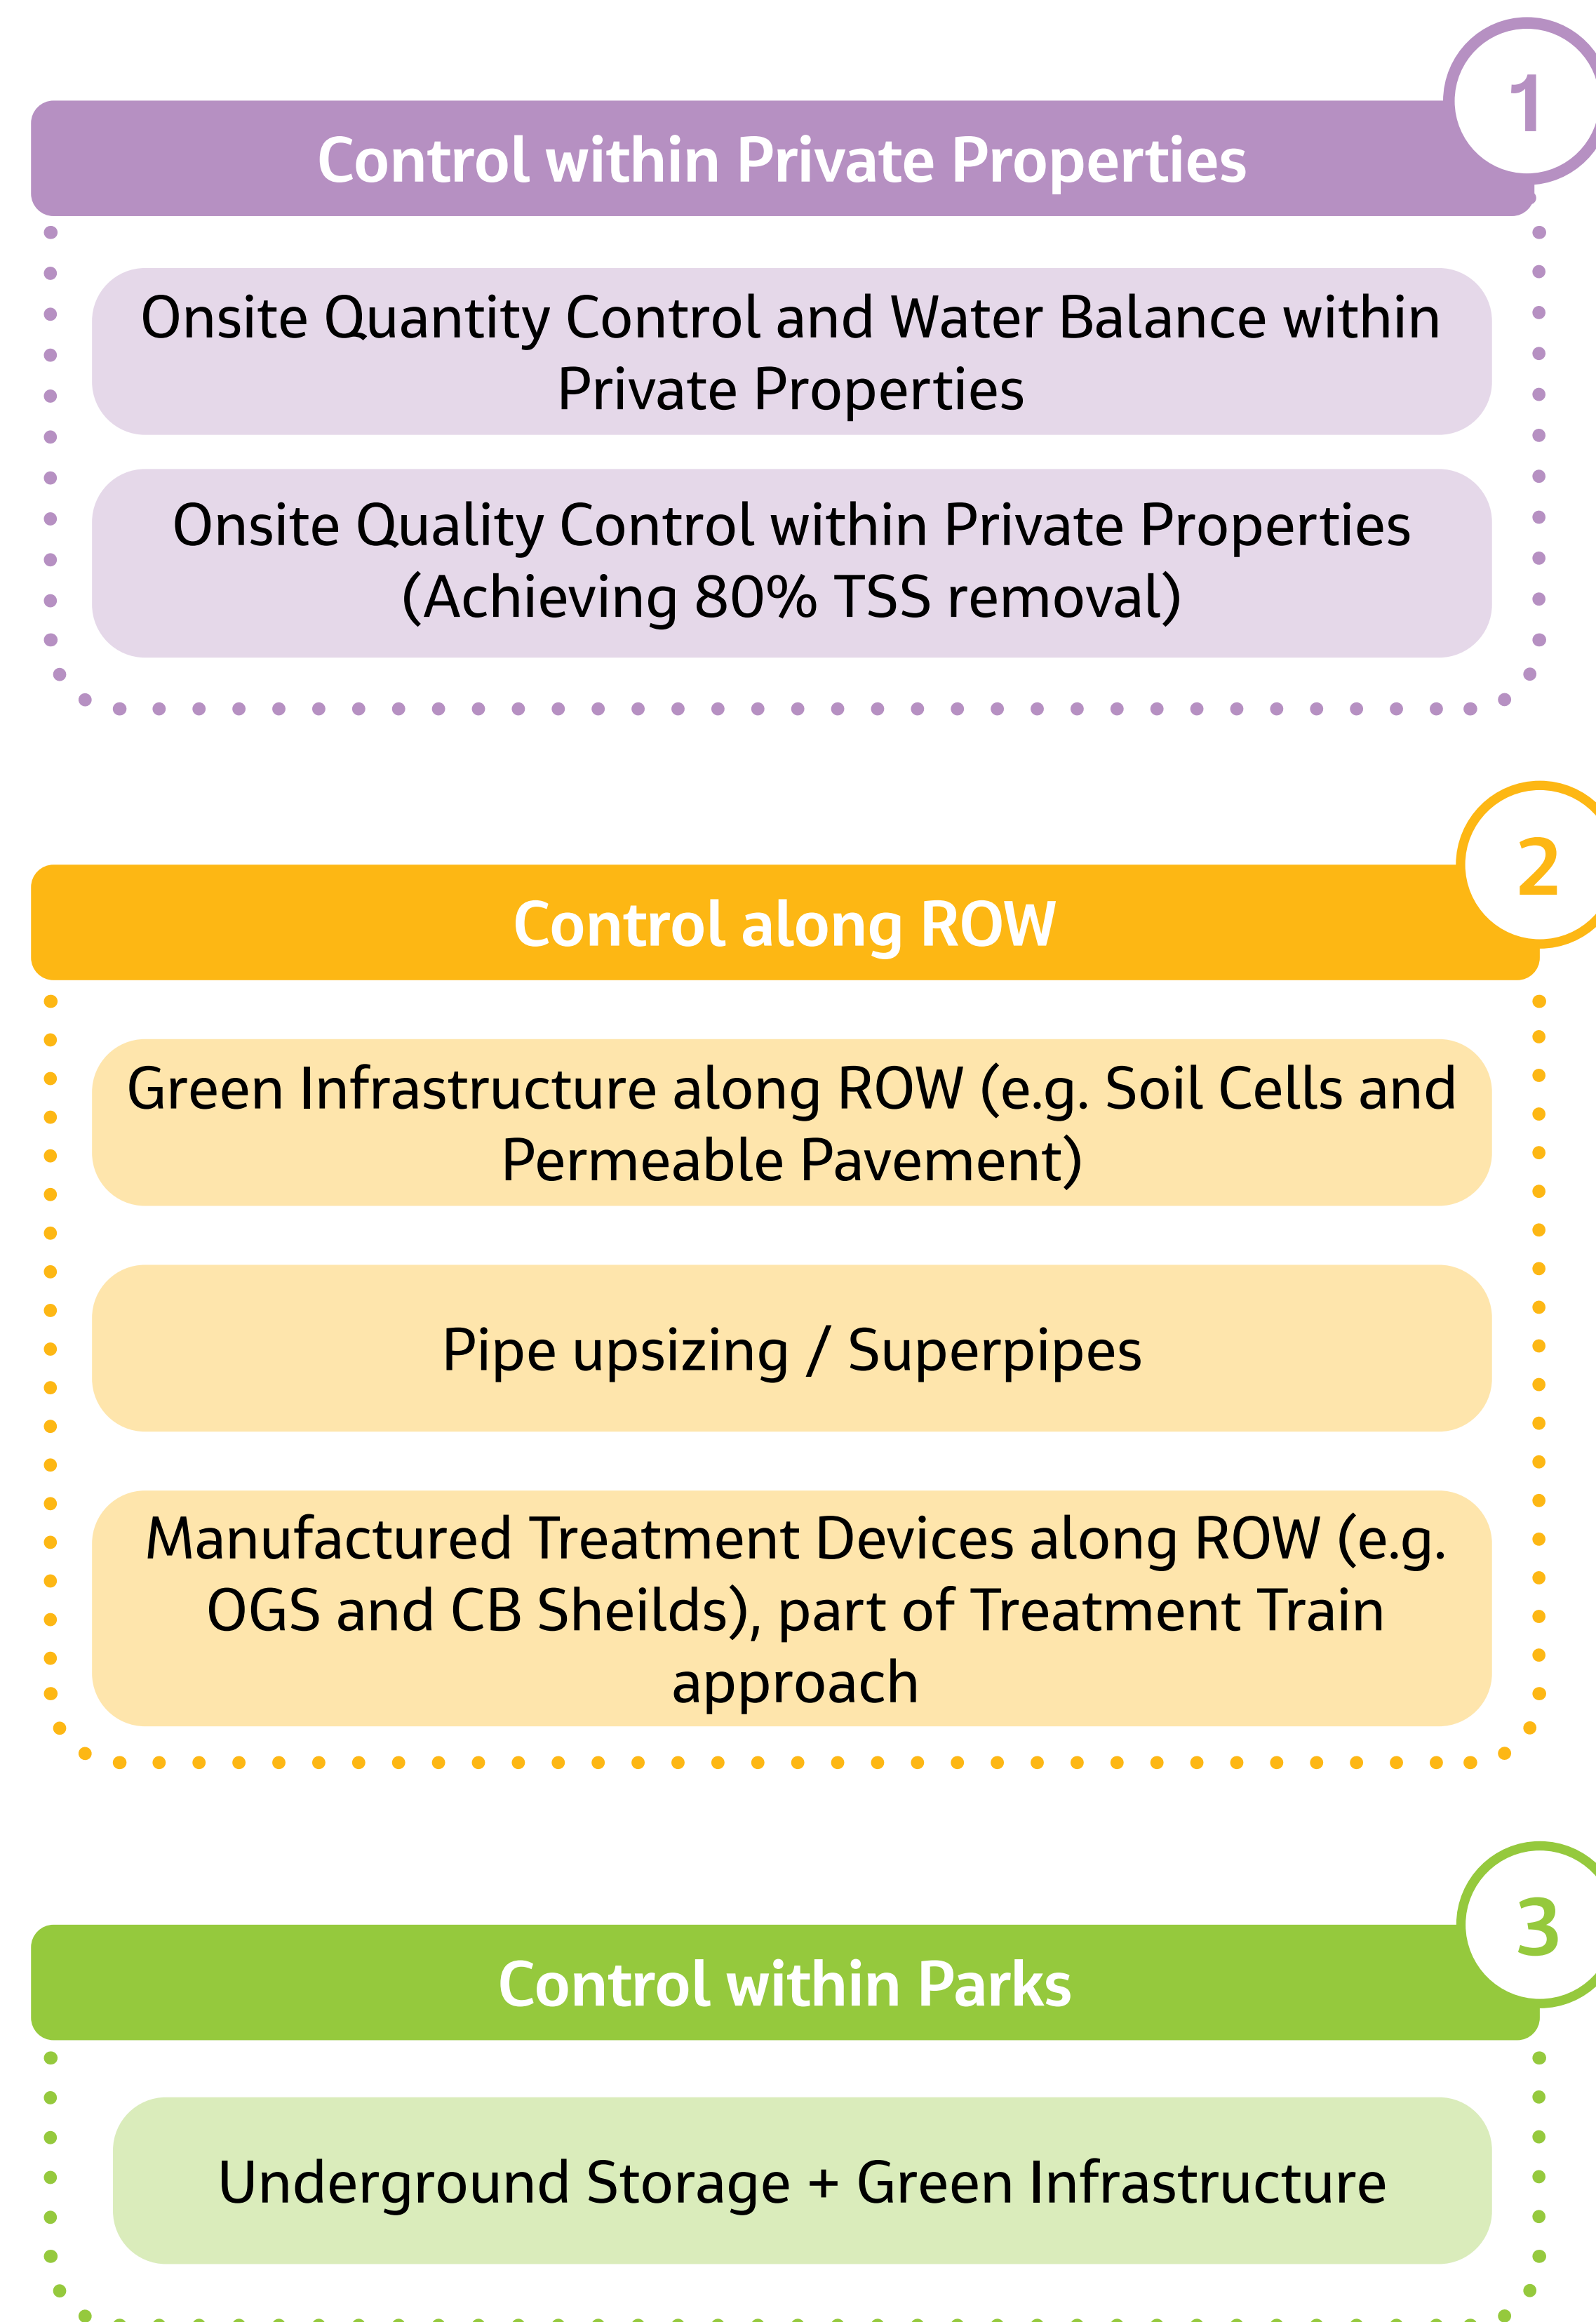 1
Control within Private Properties
Onsite Quantity Control and Water Balance within
Private Properties
Onsite Quality Control within Private Properties
(Achieving 80% TSS removal)
2
Control along ROW
Green Infrastructure along ROW (e.g. Soil Cells and
Permeable Pavement)
Pipe upsizing / Superpipes
Manufactured Treatment Devices along ROW (e.g.
OGS and CB Sheilds), part of Treatment Train
approach
3
Control within Parks
Underground Storage + Green Infrastructure